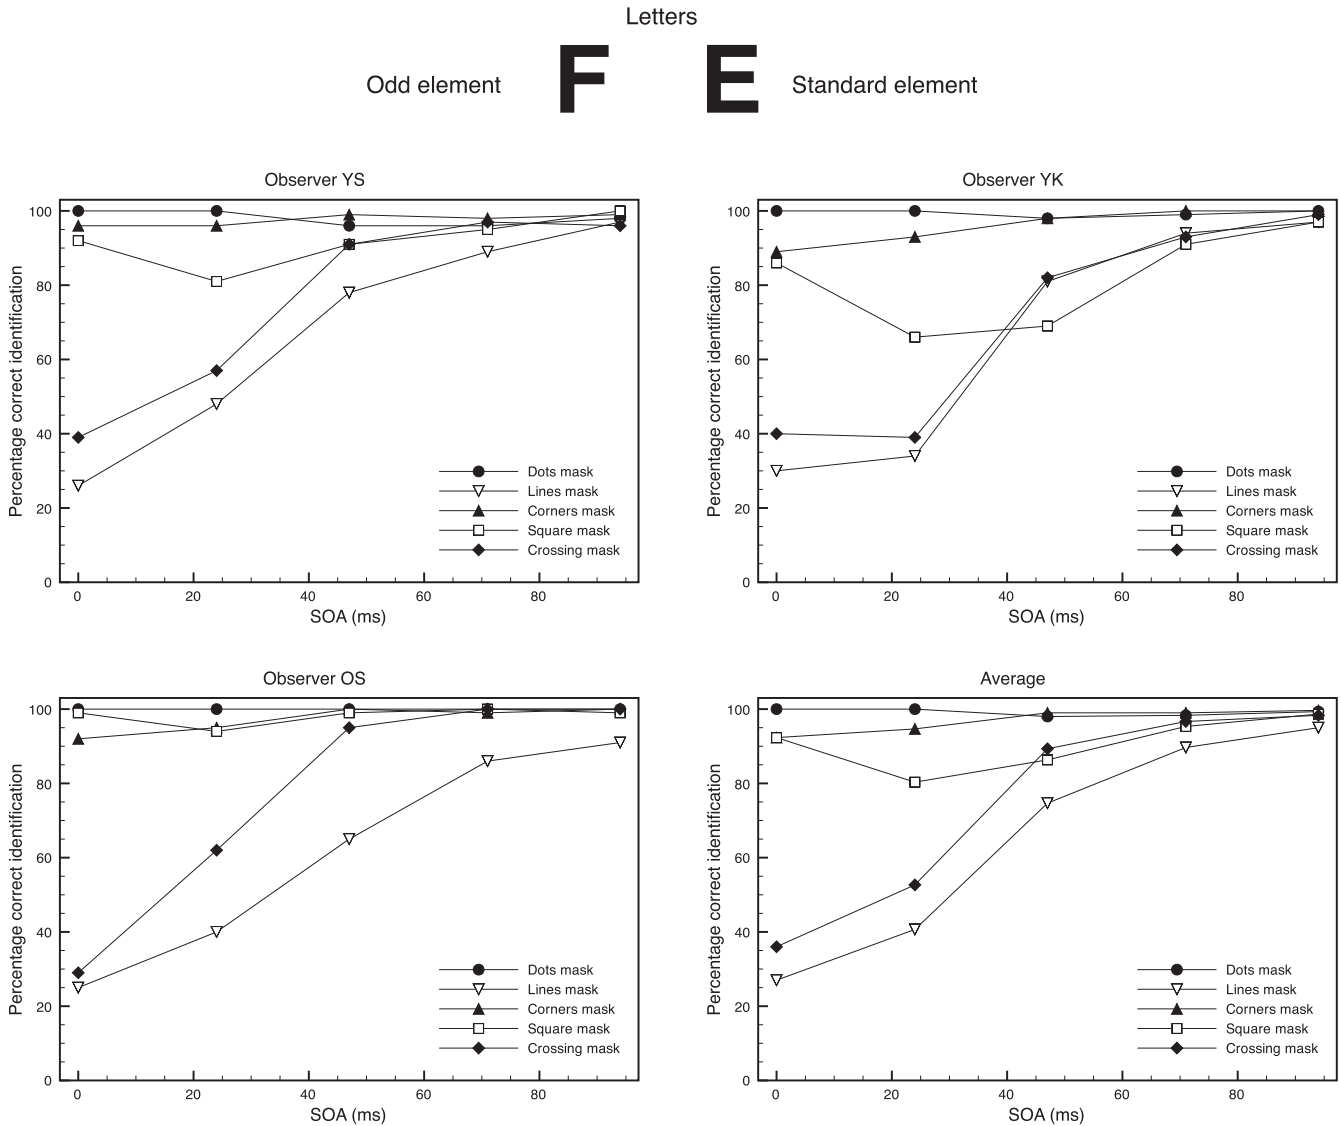 Letters
Odd element F E Standard element
Observer YS
Percentage correct identification
100
80
60
40
20
0
Dots mask
Lines mask
Corners mask
Square mask
Crossing mask
0 20 40 60 80
SOA (ms)
Observer YK
Percentage correct identification
100
80
60
40
20
0
Dots mask
Lines mask
Corners mask
Square mask
Crossing mask
0 20 40 60 80
SOA (ms)
Observer OS
Percentage correct identification
100
80
60
40
20
0
Dots mask
Lines mask
Corners mask
Square mask
Crossing mask
0 20 40 60 80
SOA (ms)
Average
Percentage correct identification
100
80
60
40
20
0
Dots mask
Lines mask
Corners mask
Square mask
Crossing mask
0 20 40 60 80
SOA (ms)